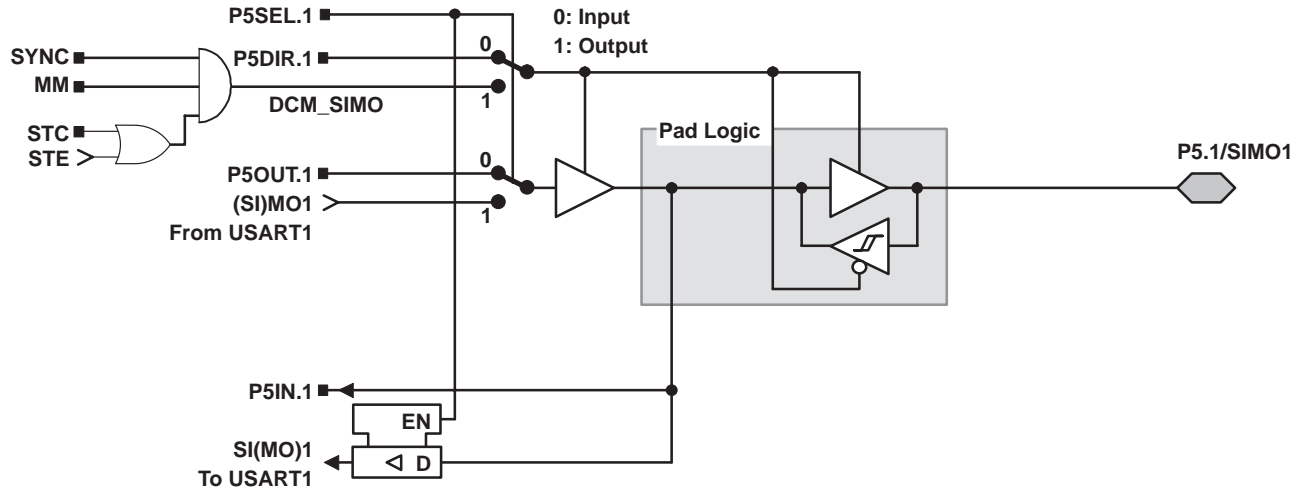 P5SEL.1
0: Input
1: Output
SYNC
P5DIR.1
0
MM
DCM_SIMO
1
STC
STE
Pad Logic
P5.1/SIMO1
P5OUT.1
0
(SI)MO1
1
From USART1
P5IN.1
EN
SI(MO)1
D
To USART1